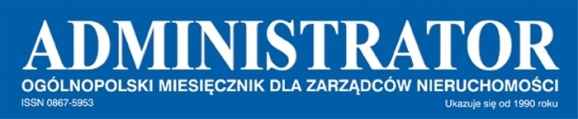 ADMINISTRATOR
OGÓLNOPOLSKI MIESIĘCZNIK DLA ZARZĄDCÓW NIERUCHOMOŚCI
ISSN 0867-5953 Ukazuje się od 1990 roku